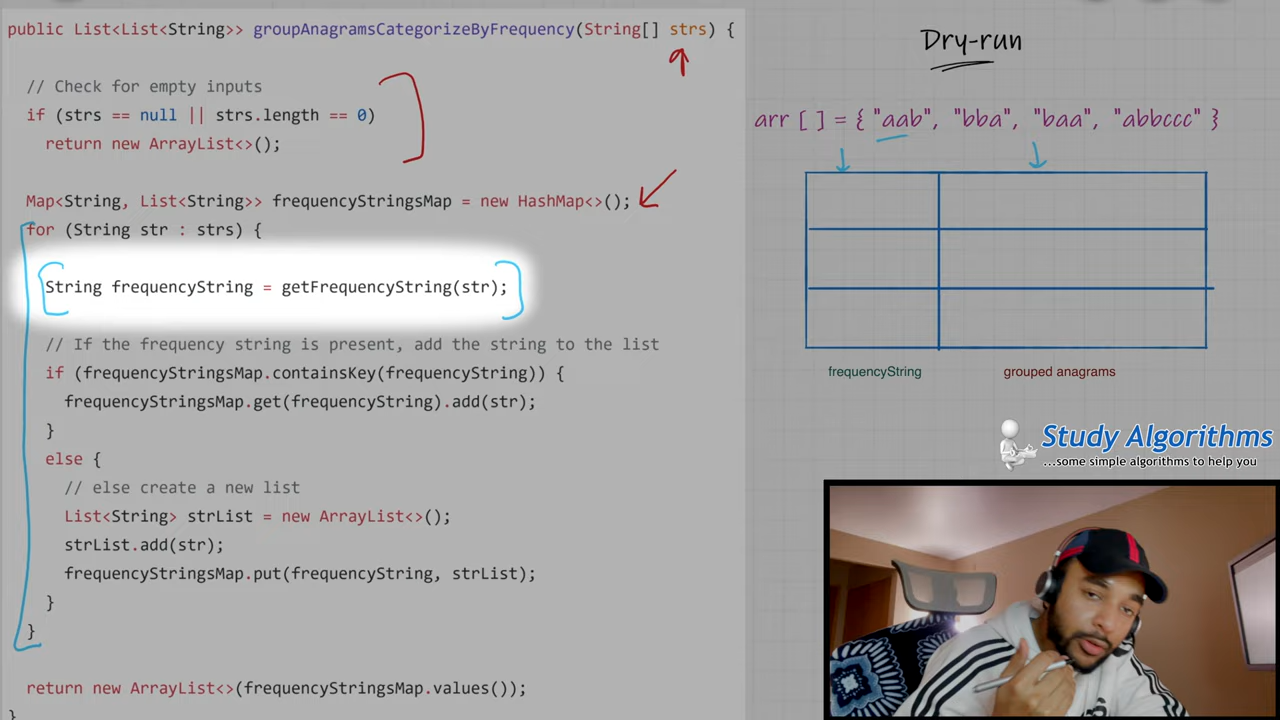 public List<List<String>> groupAnagramsCategorizeByFrequency(String[] strs) {
// Check for empty inputs
if (strs == null || strs.length == 0)
return new ArrayList<>();
Map<String, List<String>> frequencyStringsMap = new HashMap<>();
for (String str : strs) {
String frequencyString = getFrequencyString(str);
// If the frequency string is present, add the string to the list
if (frequencyStringsMap.containsKey(frequencyString)) {
frequencyStringsMap.get(frequencyString).add(str);
}
else {
// else create a new list
List<String> strList = new ArrayList<>();
strList.add(str);
frequencyStringsMap.put(frequencyString, strList);
}
}
return new ArrayList<>(frequencyStringsMap.values());
}
Dry-run
arr [ ] = { "aab", "bba", "baa", "abbccc" }
frequencyString
grouped anagrams
Study Algorithms
...some simple algorithms to help you